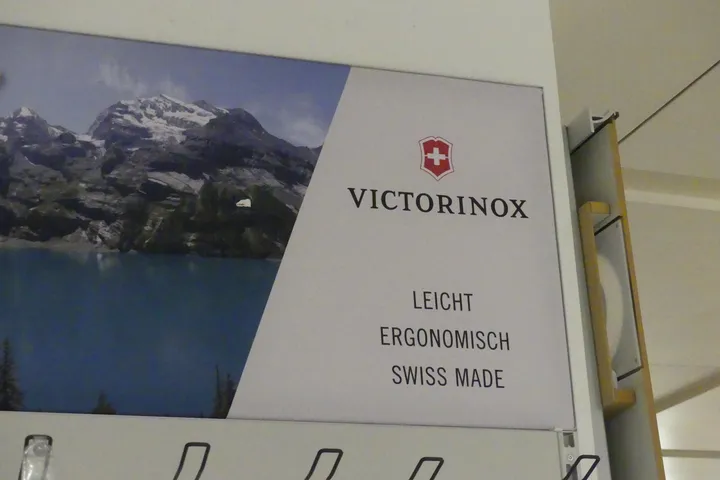 VICTORINOX
LEICHT
ERGONOMISCH
SWISS MADE